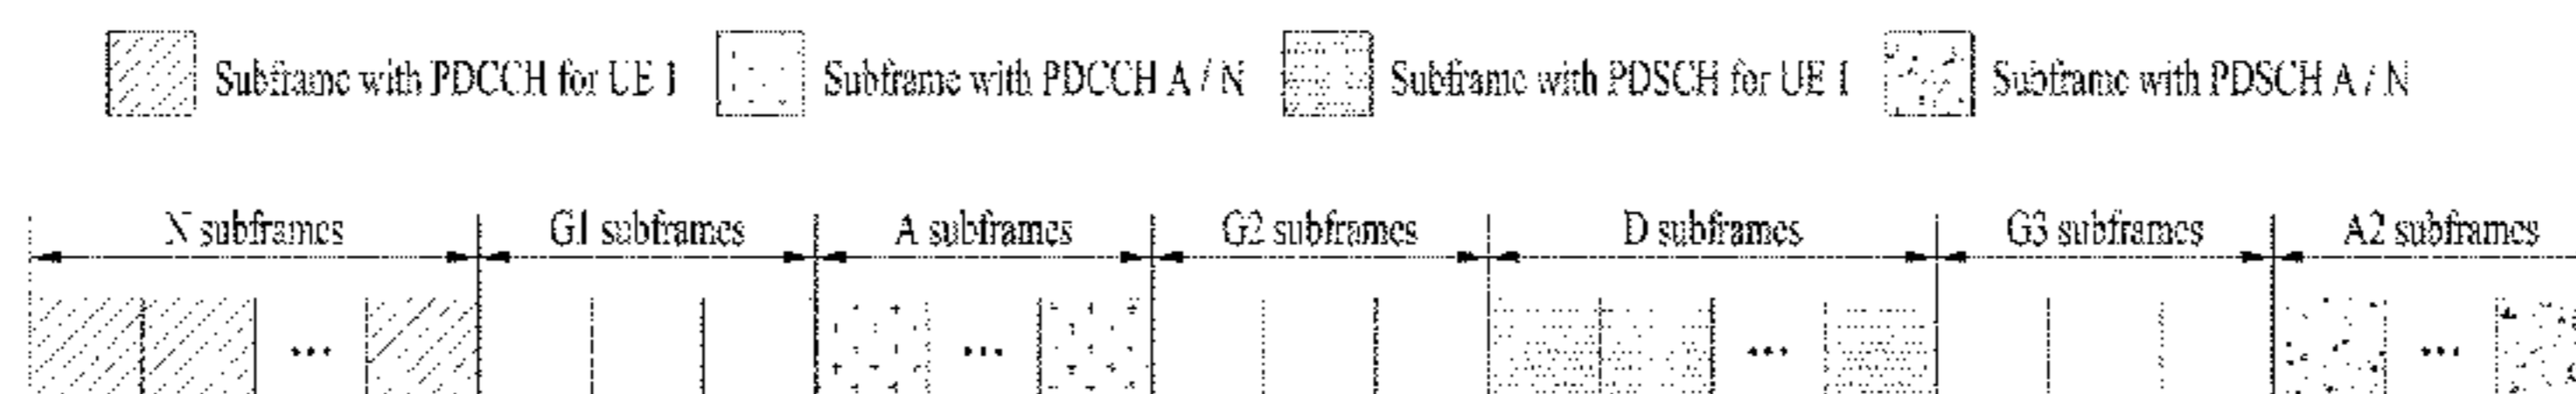 Subframe with PDCCH for UE 1 Subframe with PDCCH A / N Subframe with PDSCH for UE 1 Subframe with PDSCH A / N
N subframes G1 subframes A subframes G2 subframes D subframes G3 subframes A2 subframes
... ... ... ...